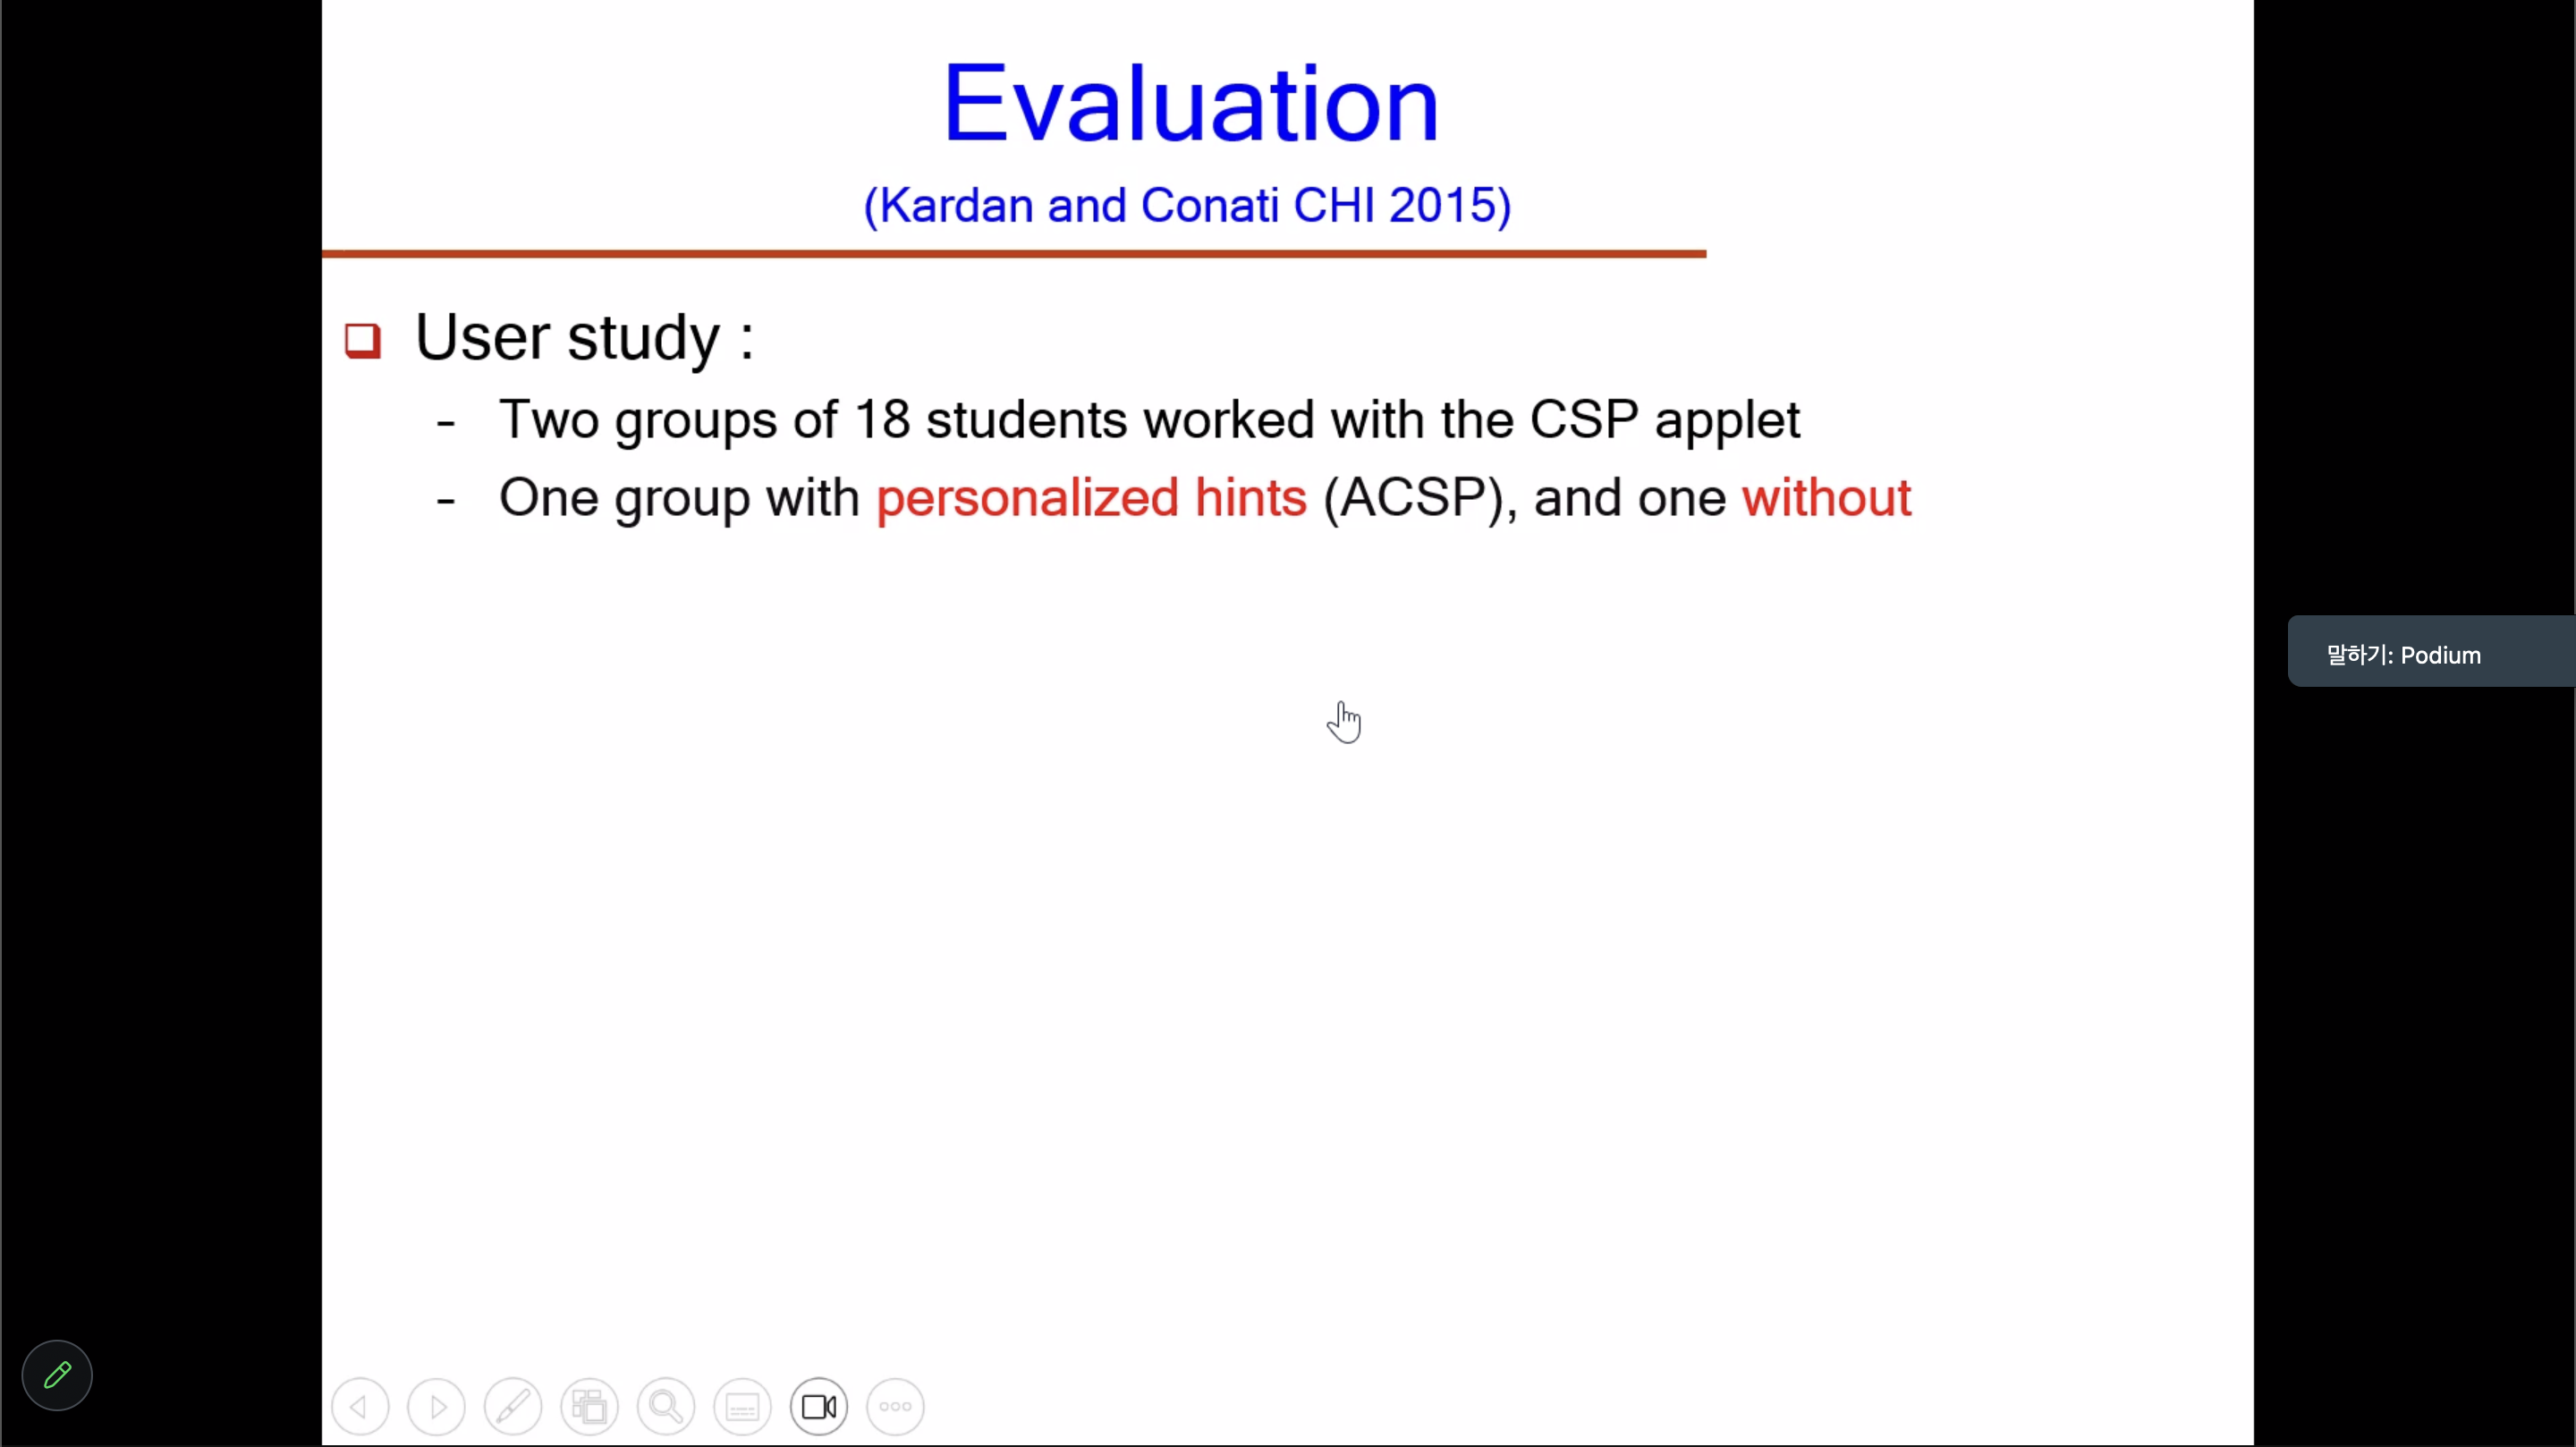 Evaluation
(Kardan and Conati CHI 2015)
User study :
- Two groups of 18 students worked with the CSP applet
- One group with personalized hints (ACSP), and one without
말하기: Podium